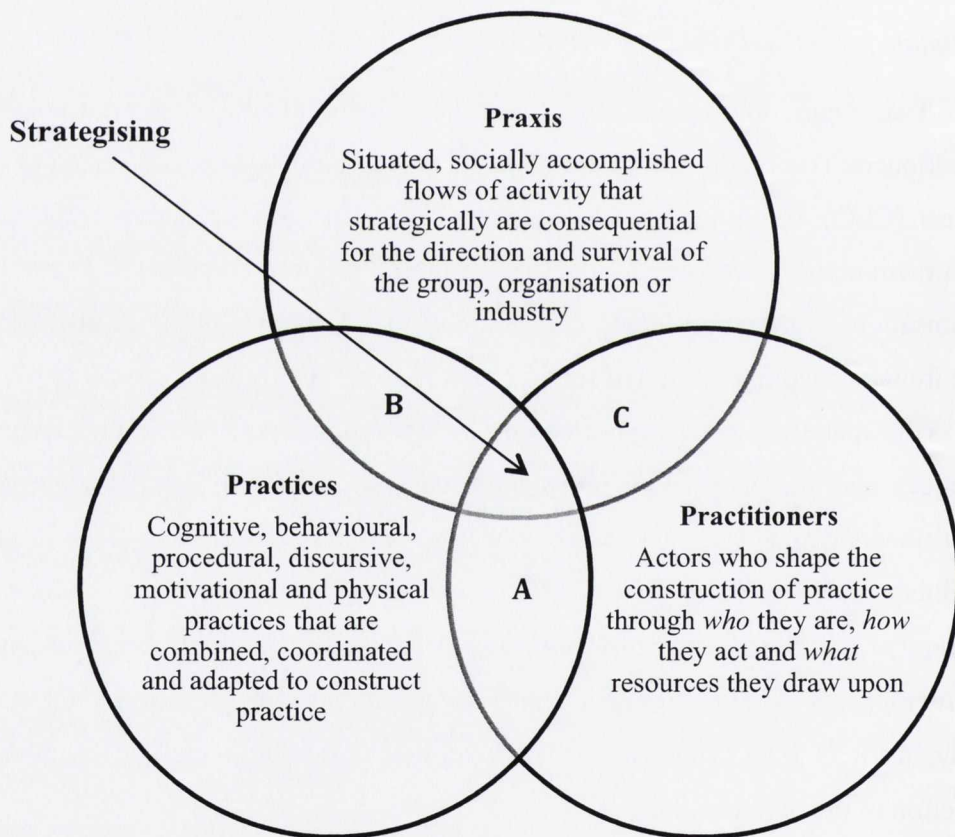 Strategising
Praxis
Situated, socially accomplished
flows of activity that
strategically are consequential
for the direction and survival of
the group, organisation or
industry
B
C
Practices
Cognitive, behavioural,
procedural, discursive,
motivational and physical
practices that are
combined, coordinated
and adapted to construct
practice
A
Practitioners
Actors who shape the
construction of practice
through who they are, how
they act and what
resources they draw upon